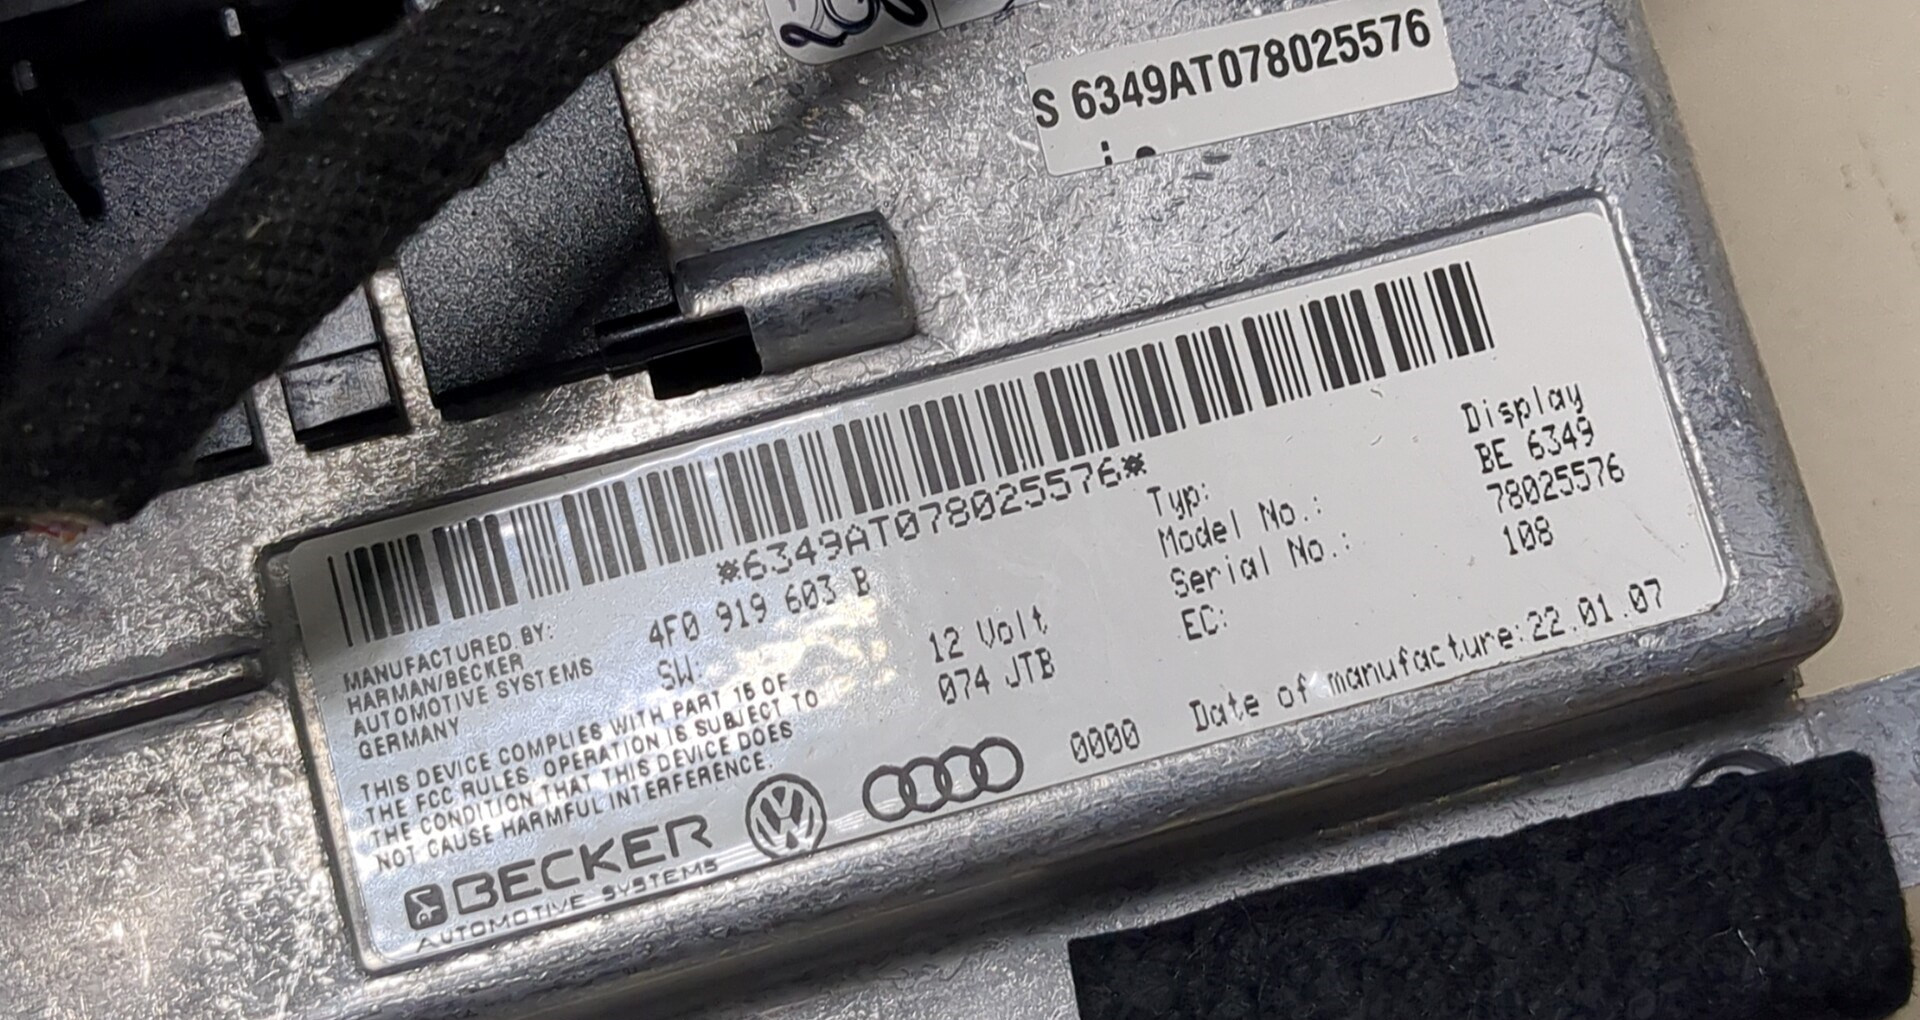 S 6349AT078025576
*6349AT078025576*
MANUFACTURED BY:
HARMAN/BECKER
AUTOMOTIVE SYSTEMS
GERMANY
4F0 919 603 B
SW:
12 Volt
074 JTB
Typ: Display
Model No.: BE 6349
Serial No.: 78025576
EC: 108
THIS DEVICE COMPLIES WITH PART 15 OF
THE FCC RULES. OPERATION IS SUBJECT TO
THE CONDITION THAT THIS DEVICE DOES
NOT CAUSE HARMFUL INTERFERENCE.
0000
Date of manufacture:22.01.07
BECKER
AUTOMOTIVE SYSTEMS